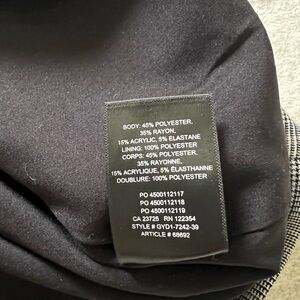 BODY: 45% POLYESTER,
35% RAYON,
15% ACRYLIC, 5% ELASTANE
LINING: 100% POLYESTER
CORPS: 45% POLYESTER,
35% RAYONNE,
15% ACRYLIQUE, 5% ÉLASTHANNE
DOUBLURE: 100% POLYESTER
PO 4500112117
PO 4500112118
PO 4500112119
CA 23725 RN 122354
STYLE # GYD1-7242-39
ARTICLE # 68692